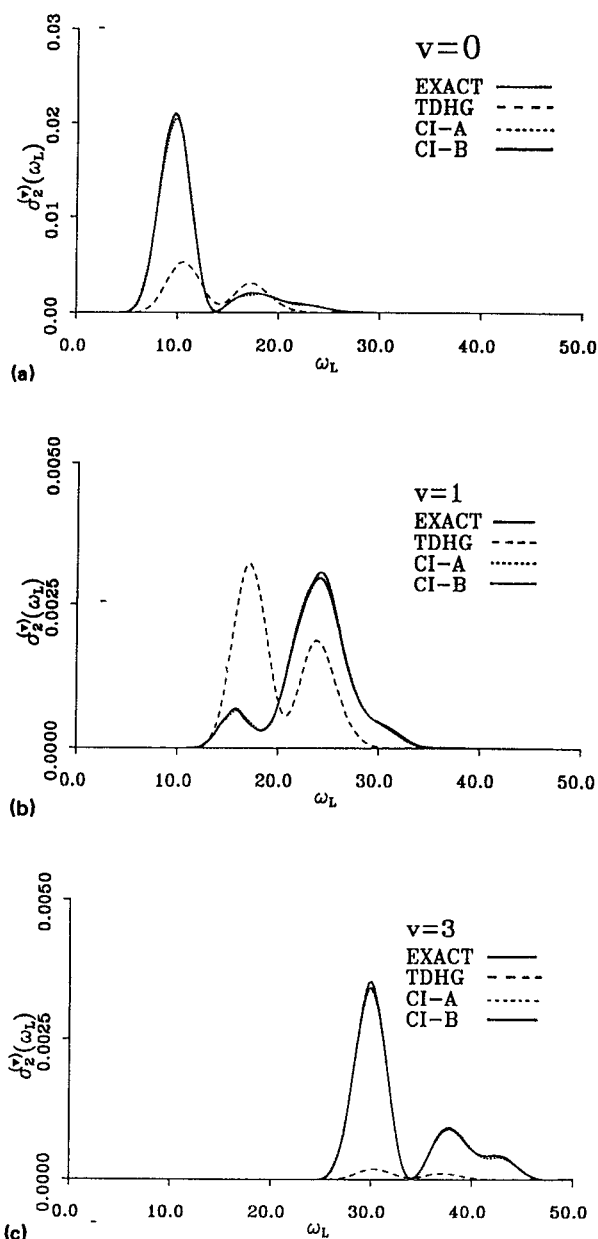 0.03
0.02
0.01
0.00
σ₂⁽ᵛ⁾(ω_L)
v=0
EXACT
TDHG
CI-A
CI-B
0.0 10.0 20.0 30.0 40.0 50.0
ω_L
(a)
0.0050
0.0025
0.0000
σ₂⁽ᵛ⁾(ω_L)
v=1
EXACT
TDHG
CI-A
CI-B
0.0 10.0 20.0 30.0 40.0 50.0
ω_L
(b)
0.0050
0.0025
0.0000
σ₂⁽ᵛ⁾(ω_L)
v=3
EXACT
TDHG
CI-A
CI-B
0.0 10.0 20.0 30.0 40.0 50.0
ω_L
(c)